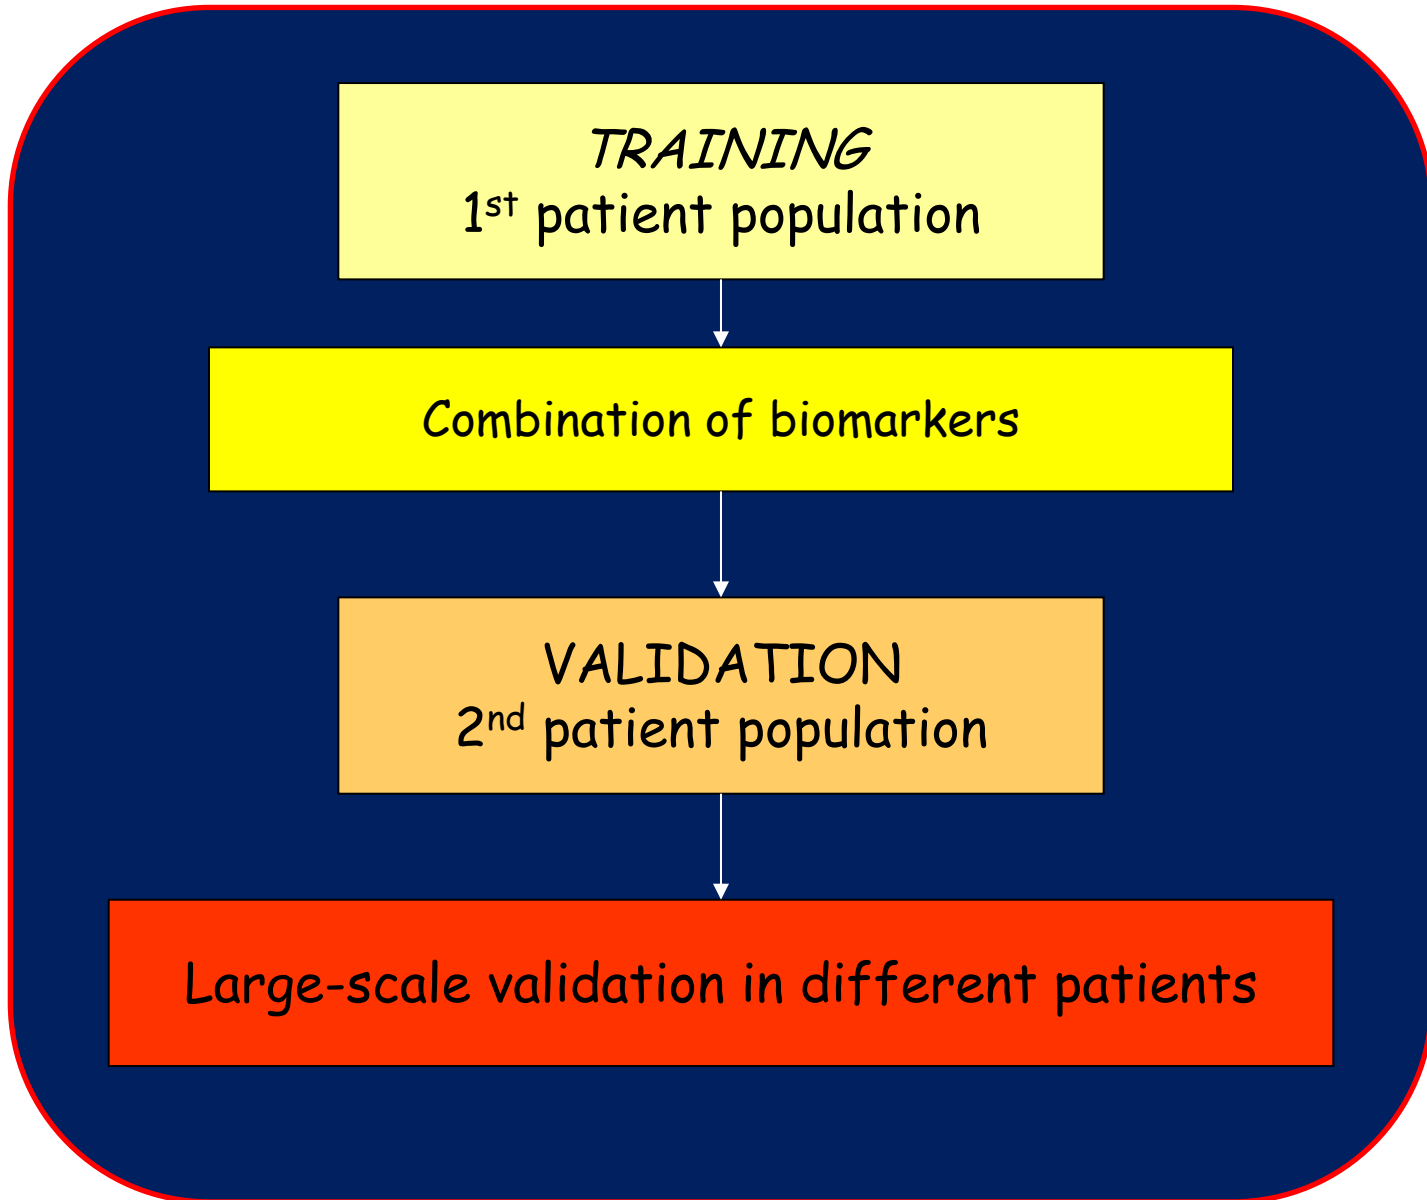 TRAINING
1st patient population
Combination of biomarkers
VALIDATION
2nd patient population
Large-scale validation in different patients